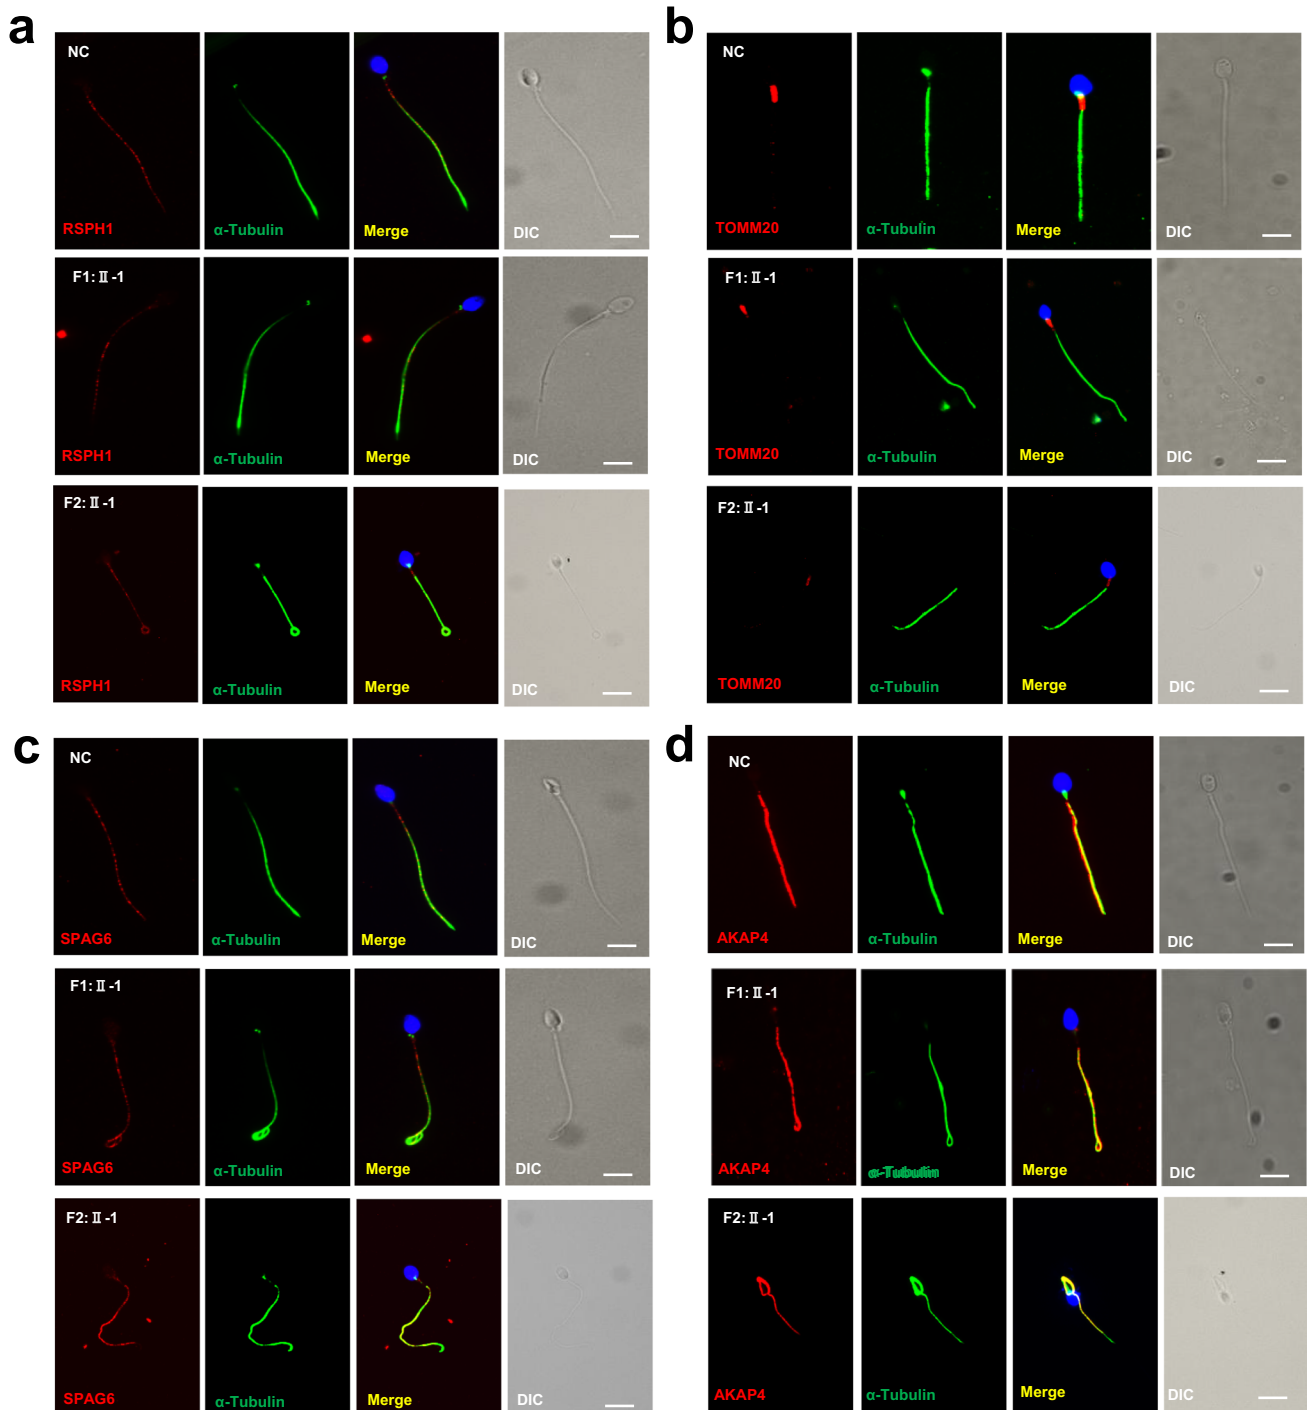 a
NC
RSPH1
α-Tubulin
Merge
DIC
F1:Ⅱ-1
RSPH1
α-Tubulin
Merge
DIC
F2:Ⅱ-1
RSPH1
α-Tubulin
Merge
DIC
b
NC
TOMM20
α-Tubulin
Merge
DIC
F1:Ⅱ-1
TOMM20
α-Tubulin
Merge
DIC
F2:Ⅱ-1
TOMM20
α-Tubulin
Merge
DIC
c
NC
SPAG6
α-Tubulin
Merge
DIC
F1:Ⅱ-1
SPAG6
α-Tubulin
Merge
DIC
F2:Ⅱ-1
SPAG6
α-Tubulin
Merge
DIC
d
NC
AKAP4
α-Tubulin
Merge
DIC
F1:Ⅱ-1
AKAP4
α-Tubulin
Merge
DIC
F2:Ⅱ-1
AKAP4
α-Tubulin
Merge
DIC